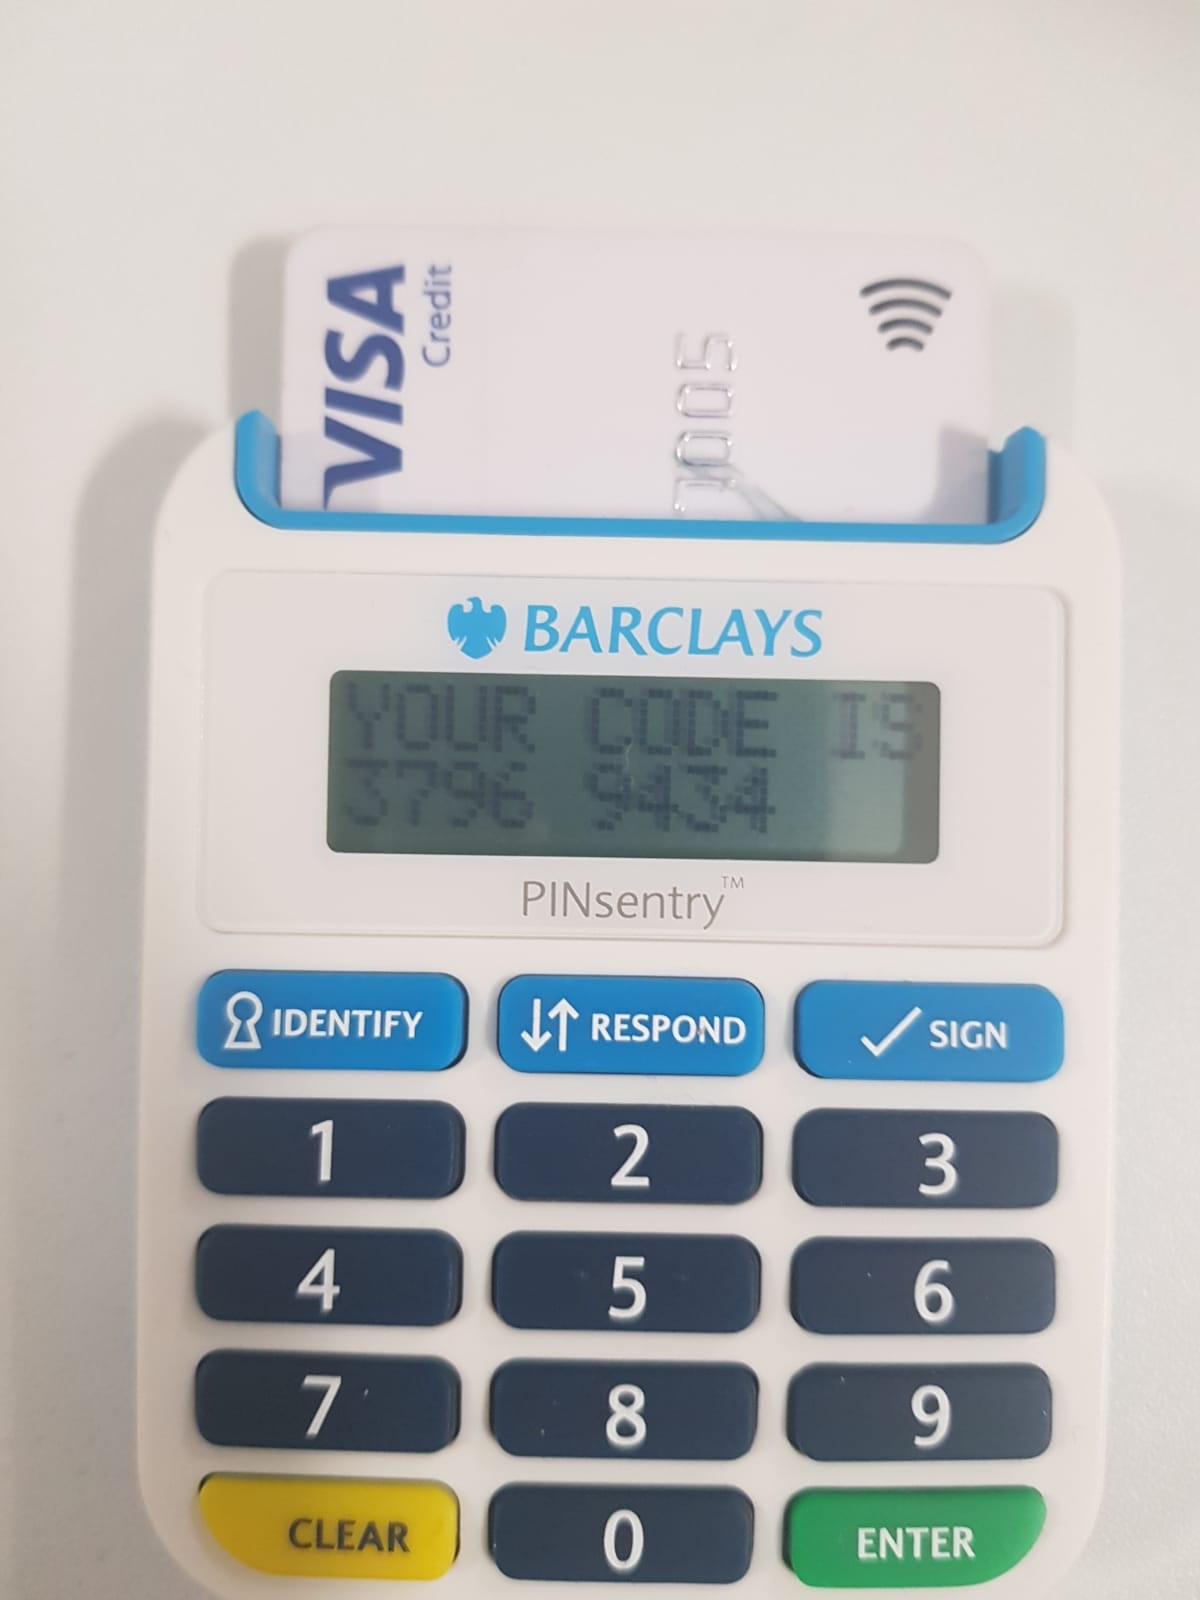 VISA
Credit
0005
BARCLAYS
YOUR CODE IS
3796 9434
PINsentry™
IDENTIFY
RESPOND
SIGN
1
2
3
4
5
6
7
8
9
CLEAR
0
ENTER